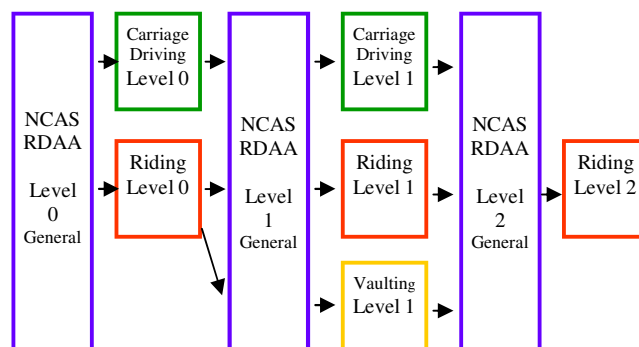 NCAS
RDAA
Level
0
General
Carriage
Driving
Level 0
Riding
Level 0
NCAS
RDAA
Level
1
General
Carriage
Driving
Level 1
Riding
Level 1
Vaulting
Level 1
NCAS
RDAA
Level
2
General
Riding
Level 2